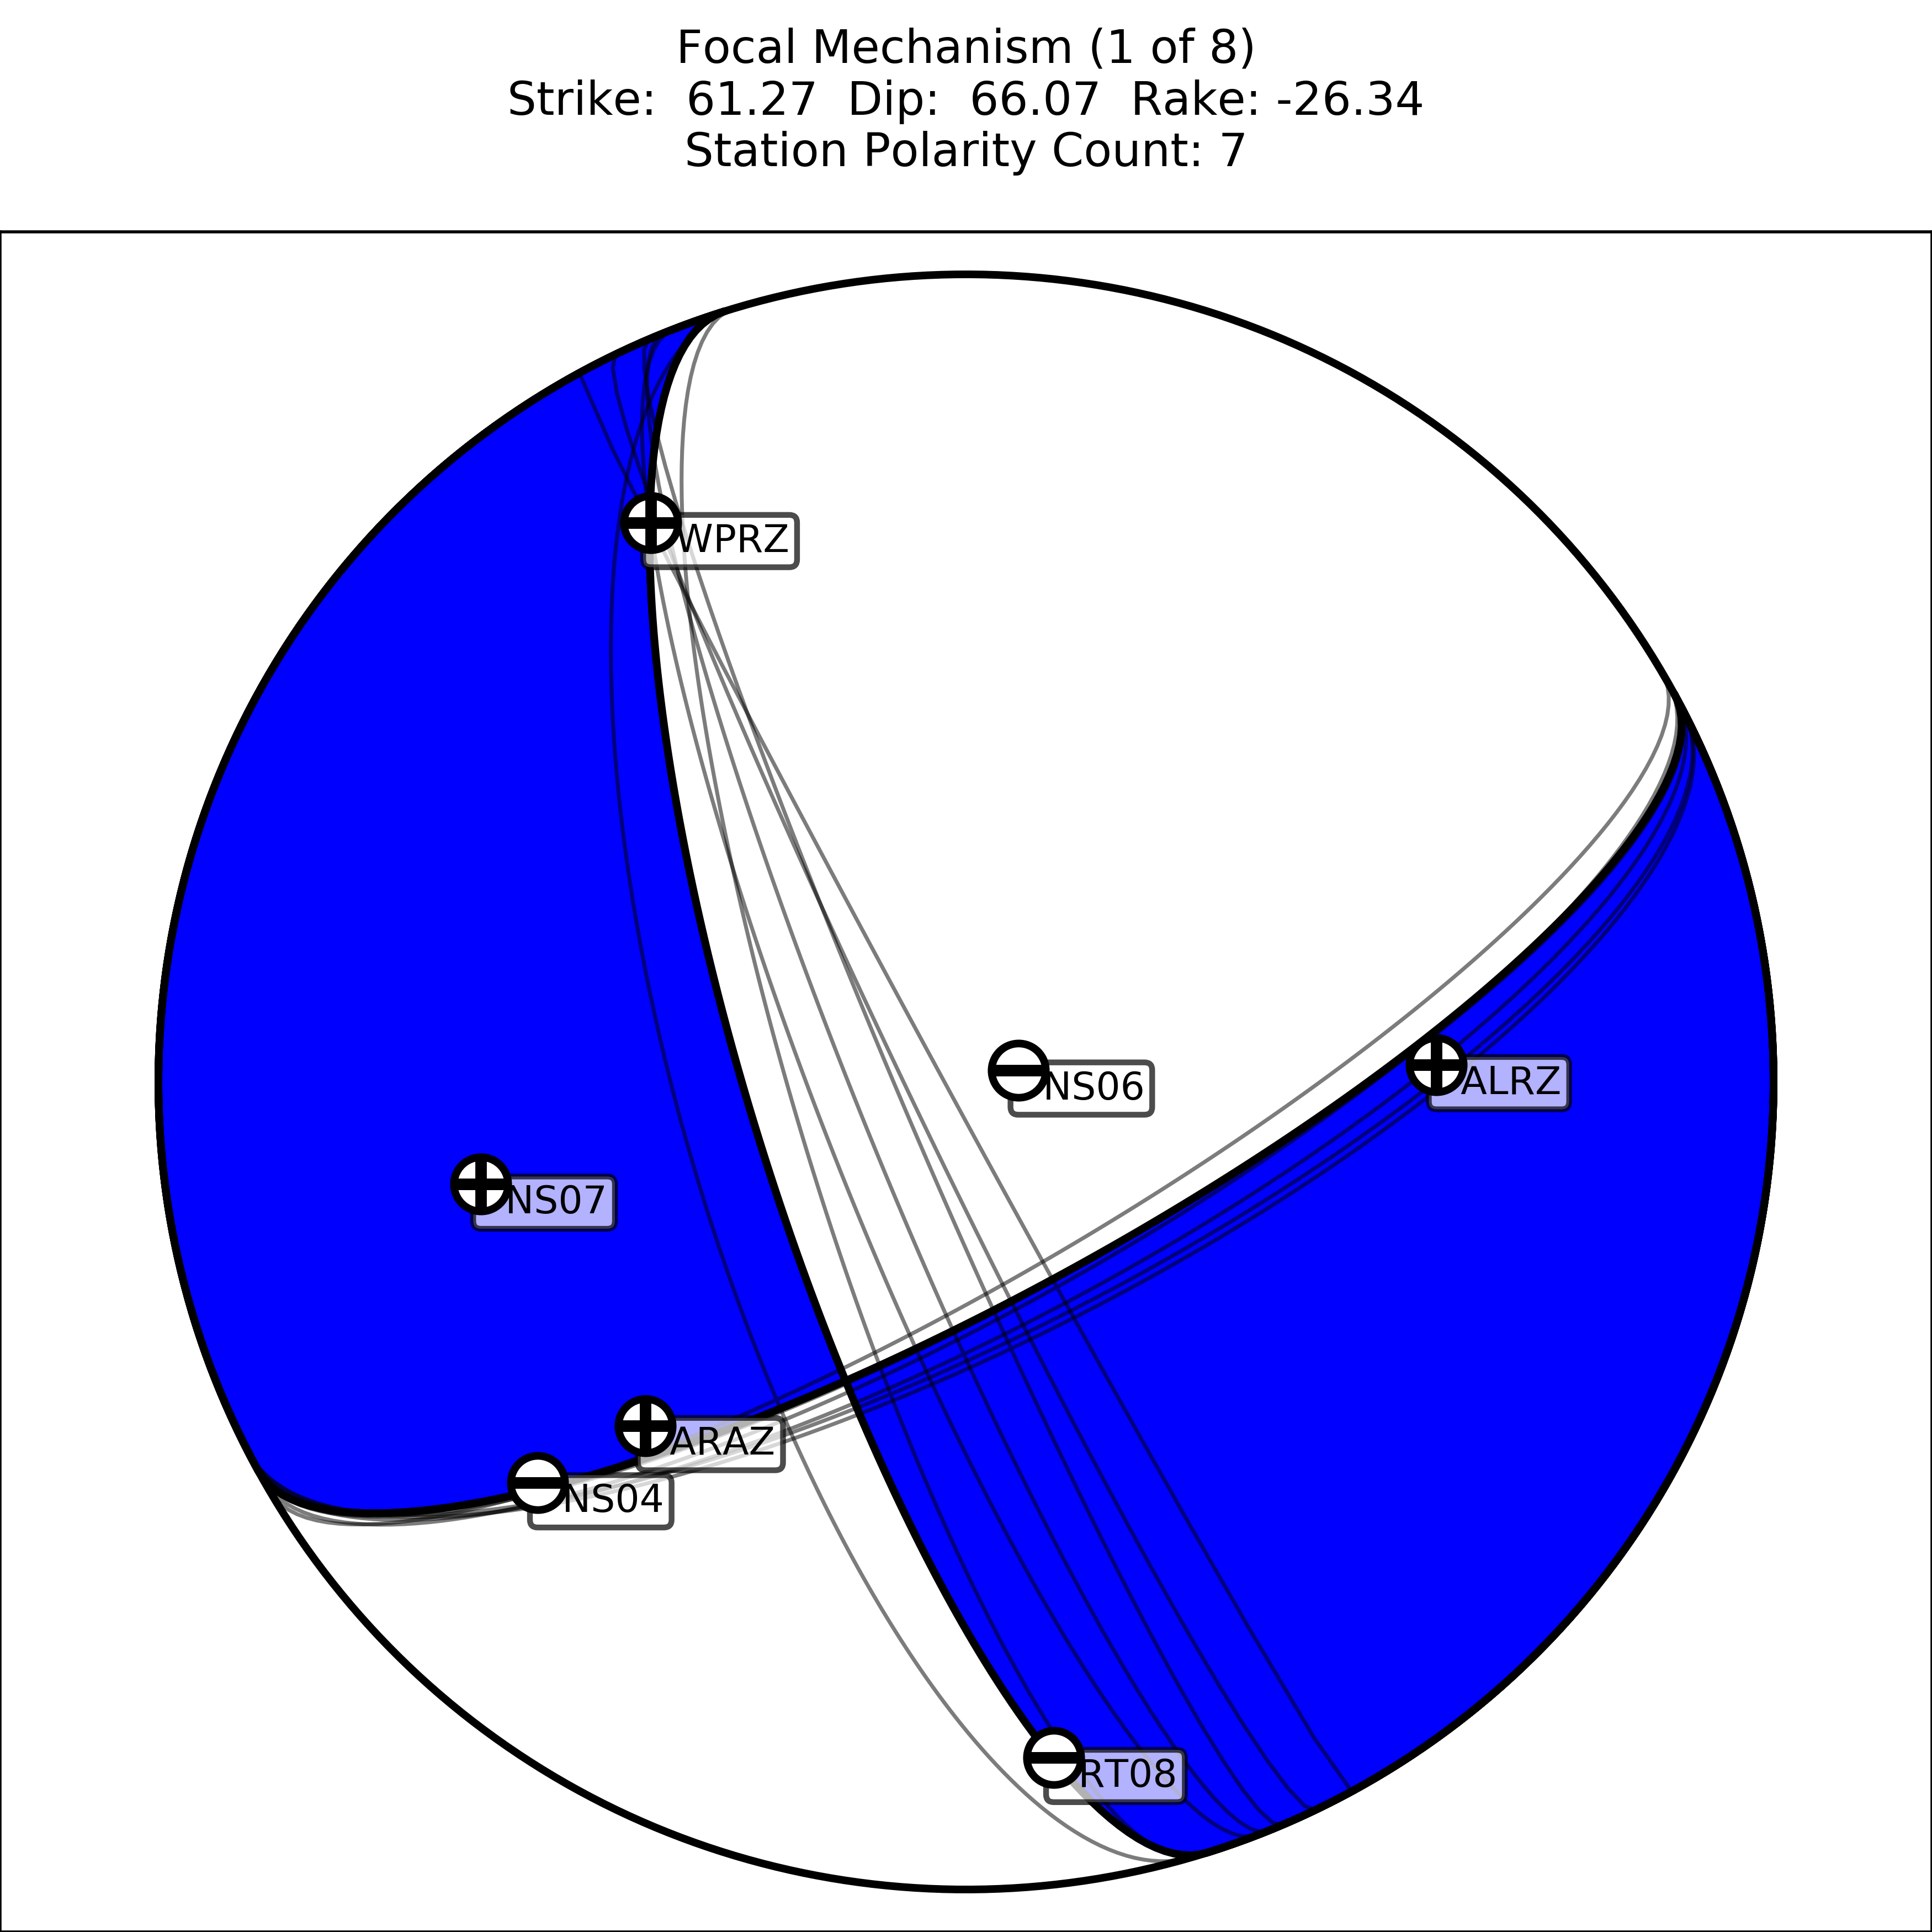 Focal Mechanism (1 of 8)
Strike:  61.27  Dip:  66.07  Rake: -26.34
Station Polarity Count: 7
WPRZ
NS06
ALRZ
NS07
ARAZ
NS04
RT08